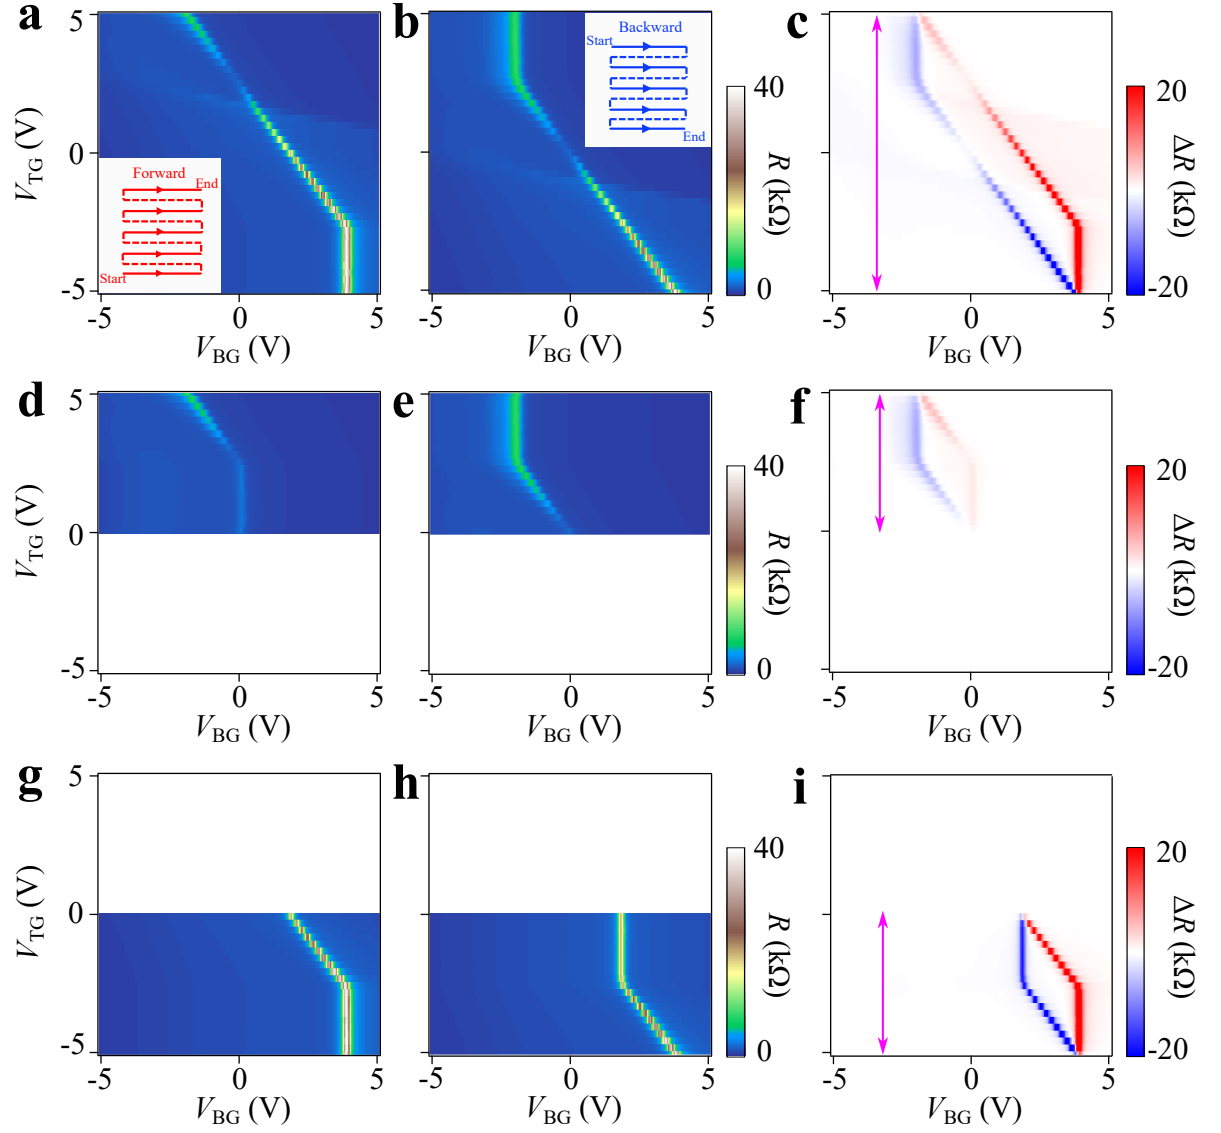 a
5
0
-5
V_TG (V)
Forward
End
Start
-5
0
5
V_BG (V)
b
Backward
Start
End
-5
0
5
V_BG (V)
40
0
R (kΩ)
c
-5
0
5
V_BG (V)
20
-20
ΔR (kΩ)
d
5
0
-5
V_TG (V)
-5
0
5
V_BG (V)
e
-5
0
5
V_BG (V)
40
0
R (kΩ)
f
-5
0
5
V_BG (V)
20
-20
ΔR (kΩ)
g
5
0
-5
V_TG (V)
-5
0
5
V_BG (V)
h
-5
0
5
V_BG (V)
40
0
R (kΩ)
i
-5
0
5
V_BG (V)
20
-20
ΔR (kΩ)